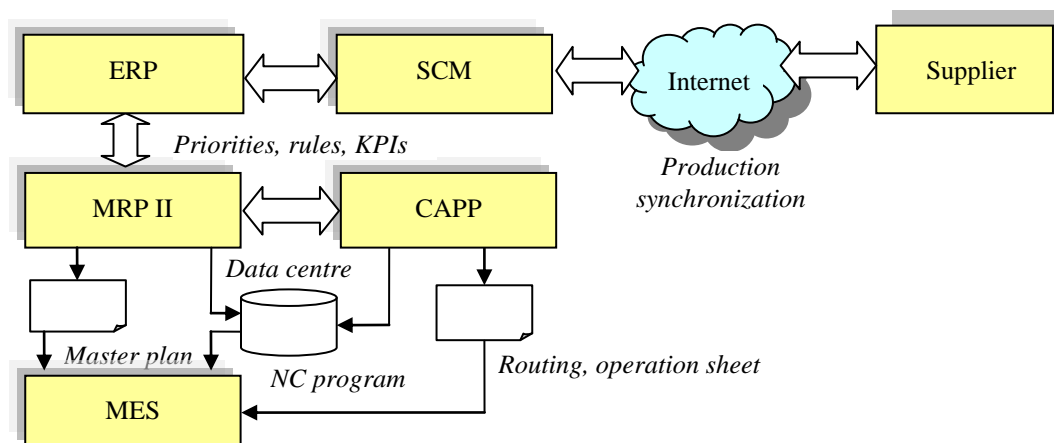 ERP
SCM
Internet
Supplier
Priorities, rules, KPIs
Production
synchronization
MRP II
CAPP
Data centre
Master plan
NC program
Routing, operation sheet
MES